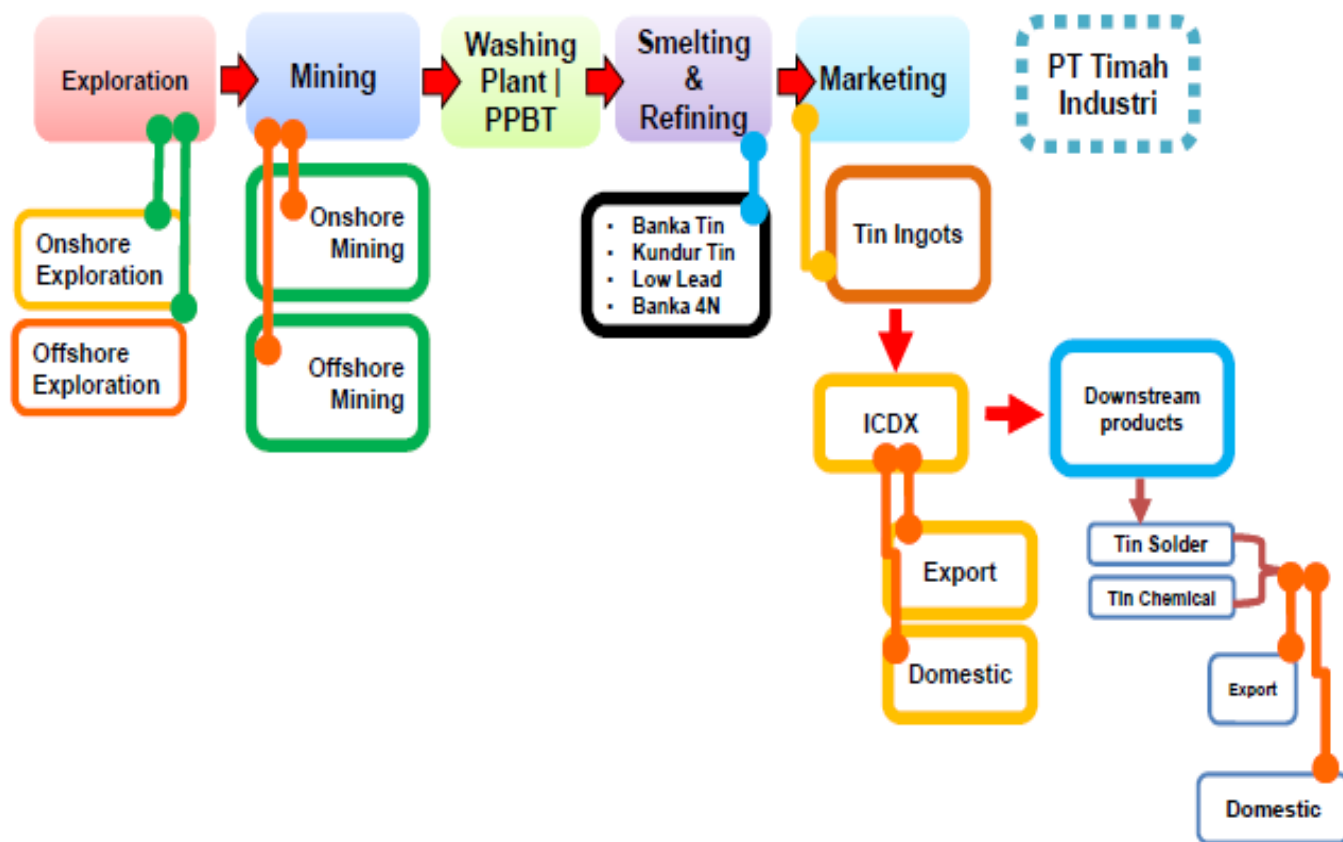 Exploration
Mining
Washing
Plant |
PPBT
Smelting
&
Refining
Marketing
PT Timah
Industri
Onshore
Exploration
Offshore
Exploration
Onshore
Mining
Offshore
Mining
• Banka Tin
• Kundur Tin
• Low Lead
• Banka 4N
Tin Ingots
ICDX
Downstream
products
Export
Domestic
Tin Solder
Tin Chemical
Export
Domestic